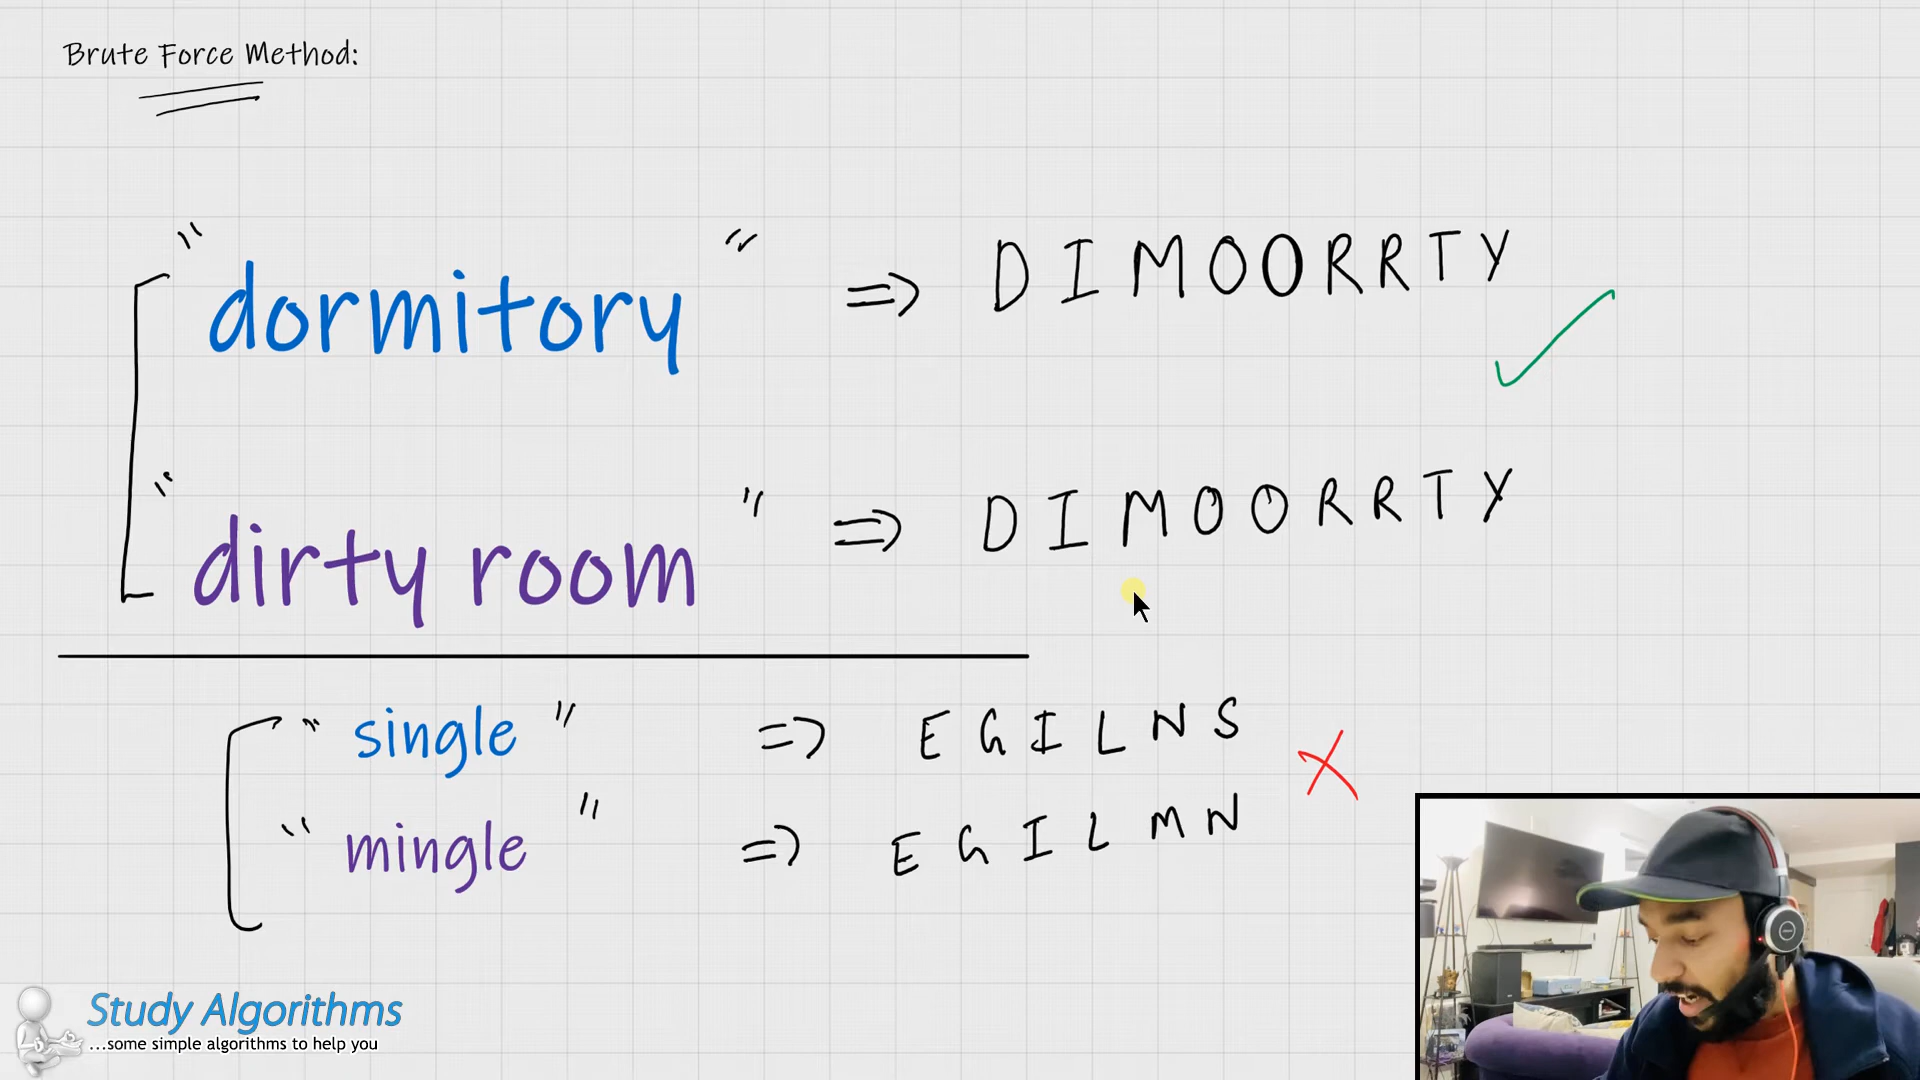 Brute Force Method:
"dormitory" => DIMOORRTY
"dirty room" => DIMOORRTY
"single" => EGILNS
"mingle" => EGILMN
Study Algorithms
...some simple algorithms to help you